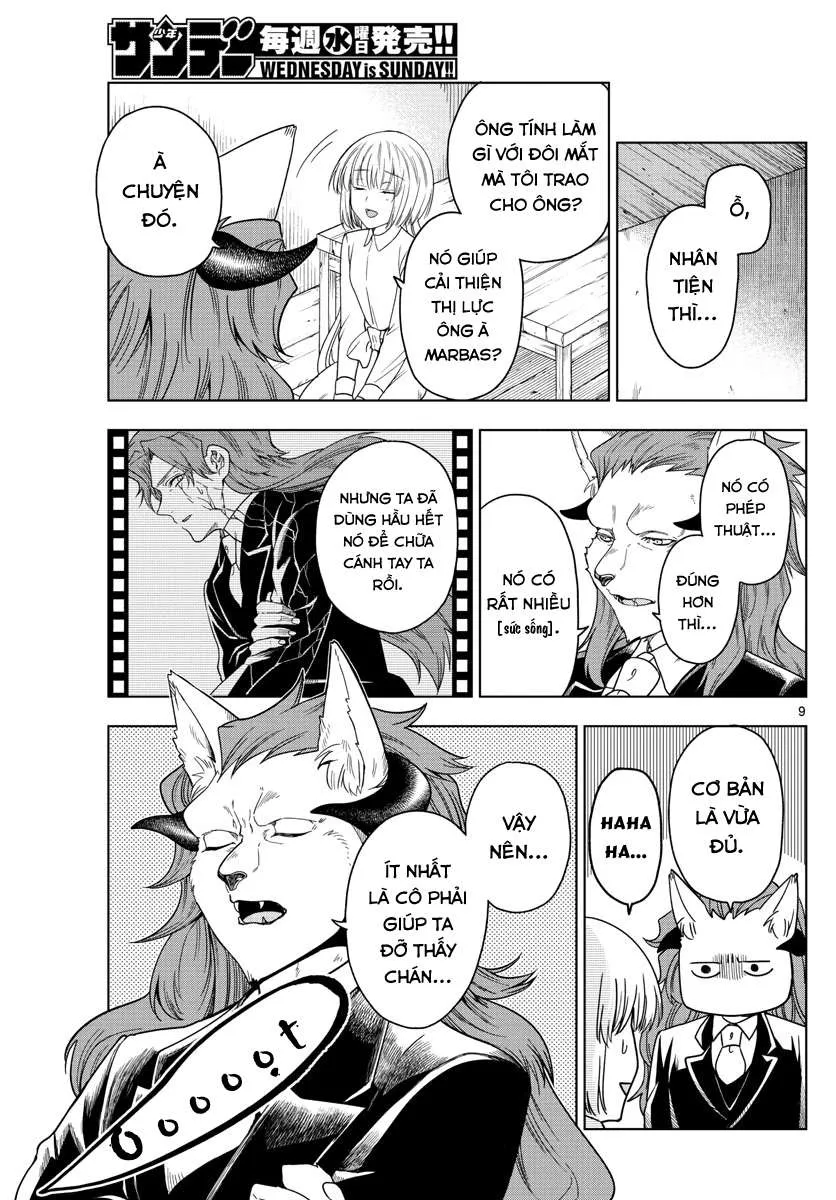 少年
サンデー 毎週水曜日発売!!
WEDNESDAY is SUNDAY!!
Ồ,
NHÂN
TIỆN
THÌ...
ÔNG TÍNH LÀM
GÌ VỚI ĐÔI MẮT
MÀ TÔI TRAO
CHO ÔNG?
NÓ GIÚP
CẢI THIỆN
THỊ LỰC
ÔNG À
MARBAS?
À
CHUYỆN
ĐÓ.
NÓ CÓ
PHÉP
THUẬT...
ĐÚNG
HƠN
THÌ...
NÓ CÓ
RẤT NHIỀU
[sức sống].
NHƯNG TA ĐÃ
DÙNG HẦU HẾT
NÓ ĐỂ CHỮA
CÁNH TAY TA
RỒI.
9
CƠ BẢN
LÀ VỪA
ĐỦ.
HAHA
HA...
VẬY
NÊN...
ÍT NHẤT
LÀ CÔ PHẢI
GIÚP TA
ĐỠ THẤY
CHÁN...
Ooooọt